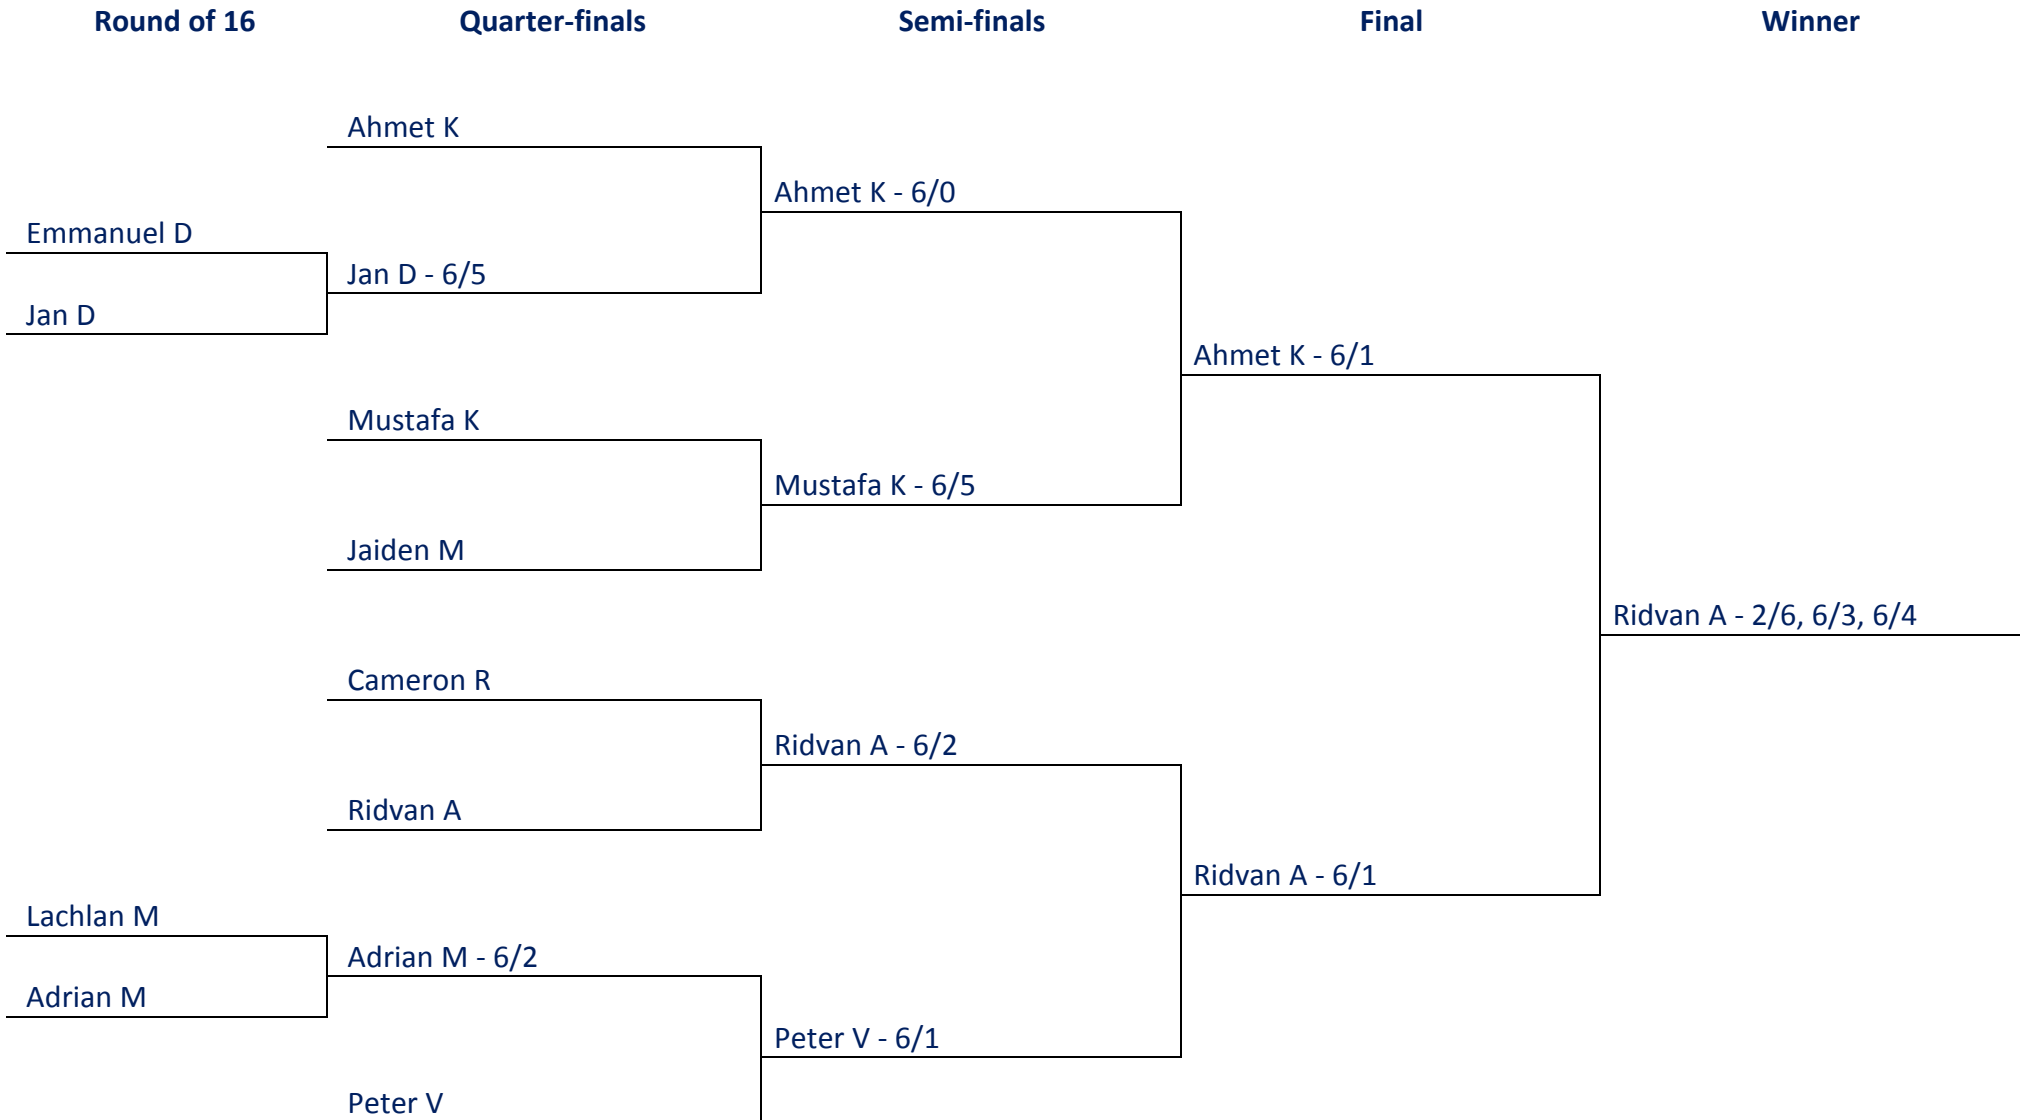 Round of 16 Quarter-finals Semi-finals Final Winner
Ahmet K
Ahmet K - 6/0
Emmanuel D
Jan D - 6/5
Jan D
Ahmet K - 6/1
Mustafa K
Mustafa K - 6/5
Jaiden M
Ridvan A - 2/6, 6/3, 6/4
Cameron R
Ridvan A - 6/2
Ridvan A
Ridvan A - 6/1
Lachlan M
Adrian M - 6/2
Adrian M
Peter V - 6/1
Peter V